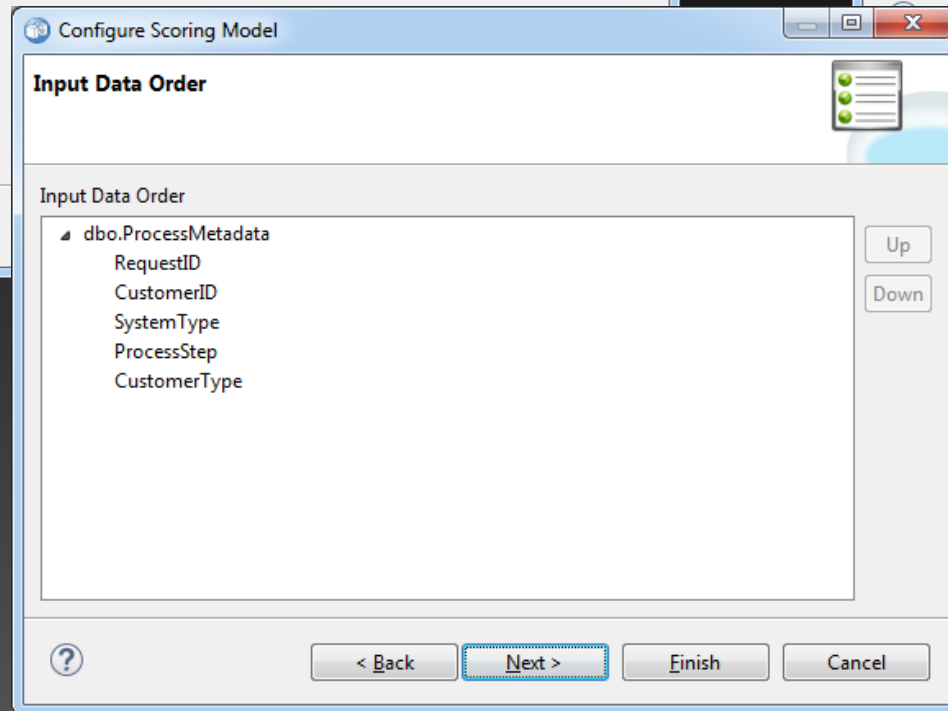 Configure Scoring Model
Input Data Order
Input Data Order
dbo.ProcessMetadata
RequestID
CustomerID
SystemType
ProcessStep
CustomerType
Up
Down
?
< Back
Next >
Finish
Cancel